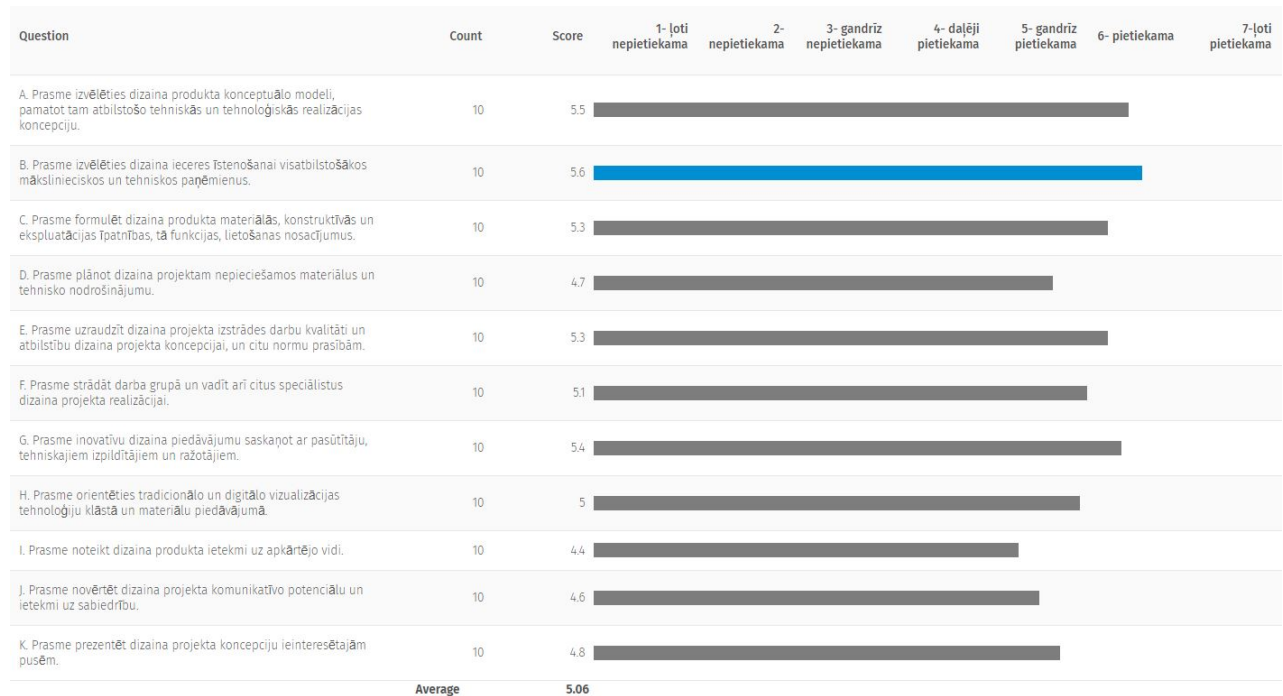 Question Count Score 1- ļoti nepietiekama 2- nepietiekama 3- gandrīz nepietiekama 4- daļēji pietiekama 5- gandrīz pietiekama 6- pietiekama 7-ļoti pietiekama
A. Prasme izvēlēties dizaina produkta konceptuālo modeli,
pamatot tam atbilstošo tehniskās un tehnoloģiskās realizācijas
koncepciju.
10 5.5
B. Prasme izvēlēties dizaina ieceres īstenošanai visatbilstošākos
mākslinieciskos un tehniskos paņēmienus.
10 5.6
C. Prasme formulēt dizaina produkta materiālās, konstruktīvās un
ekspluatācijas īpatnības, tā funkcijas, lietošanas nosacījumus.
10 5.3
D. Prasme plānot dizaina projektam nepieciešamos materiālus un
tehnisko nodrošinājumu.
10 4.7
E. Prasme uzraudzīt dizaina projekta izstrādes darbu kvalitāti un
atbilstību dizaina projekta koncepcijai, un citu normu prasībām.
10 5.3
F. Prasme strādāt darba grupā un vadīt arī citus speciālistus
dizaina projekta realizācijai.
10 5.1
G. Prasme inovatīvu dizaina piedāvājumu saskaņot ar pasūtītāju,
tehniskajiem izpildītājiem un ražotājiem.
10 5.4
H. Prasme orientēties tradicionālo un digitālo vizualizācijas
tehnoloģiju klāstā un materiālu piedāvājumā.
10 5
I. Prasme noteikt dizaina produkta ietekmi uz apkārtējo vidi.
10 4.4
J. Prasme novērtēt dizaina projekta komunikatīvo potenciālu un
ietekmi uz sabiedrību.
10 4.6
K. Prasme prezentēt dizaina projekta koncepciju ieinteresētajām
pusēm.
10 4.8
Average 5.06